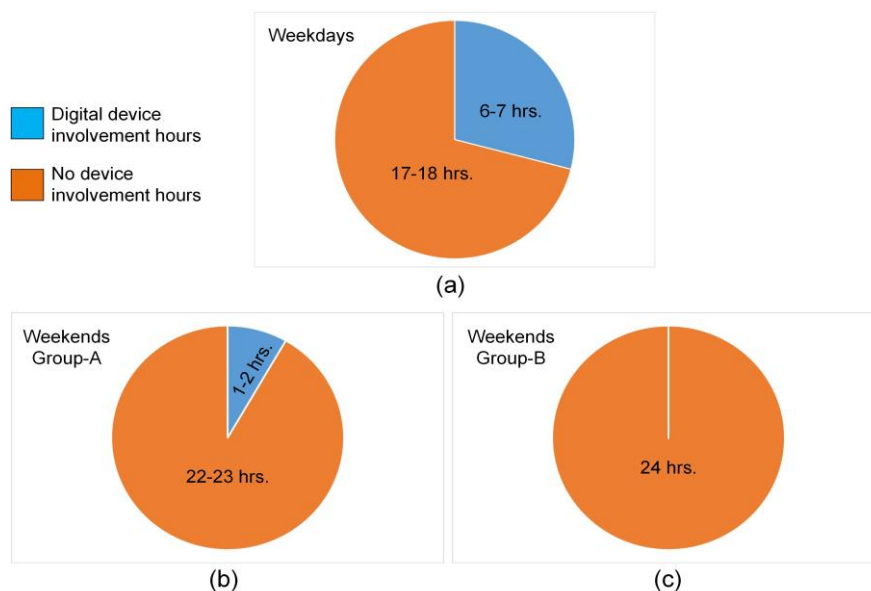 Weekdays
Digital device
involvement hours
No device
involvement hours
6-7 hrs.
17-18 hrs.
(a)
Weekends
Group-A
1-2 hrs.
22-23 hrs.
(b)
Weekends
Group-B
24 hrs.
(c)